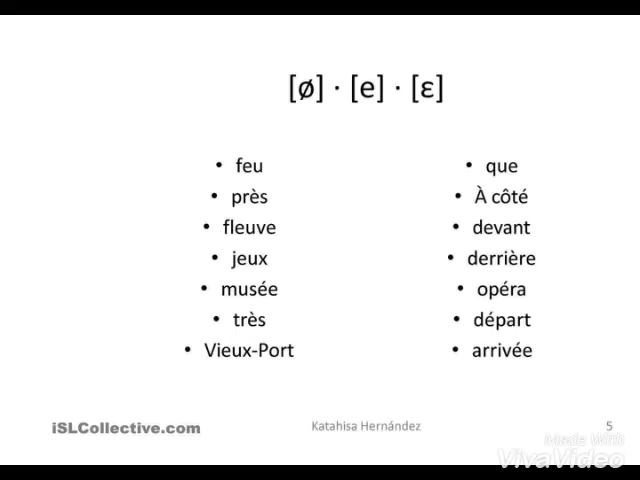 [ø] · [e] · [ɛ]
• feu
• près
• fleuve
• jeux
• musée
• très
• Vieux-Port
• que
• À côté
• devant
• derrière
• opéra
• départ
• arrivée
iSLCollective.com
Katahisa Hernández
5
Made With
VivaVideo